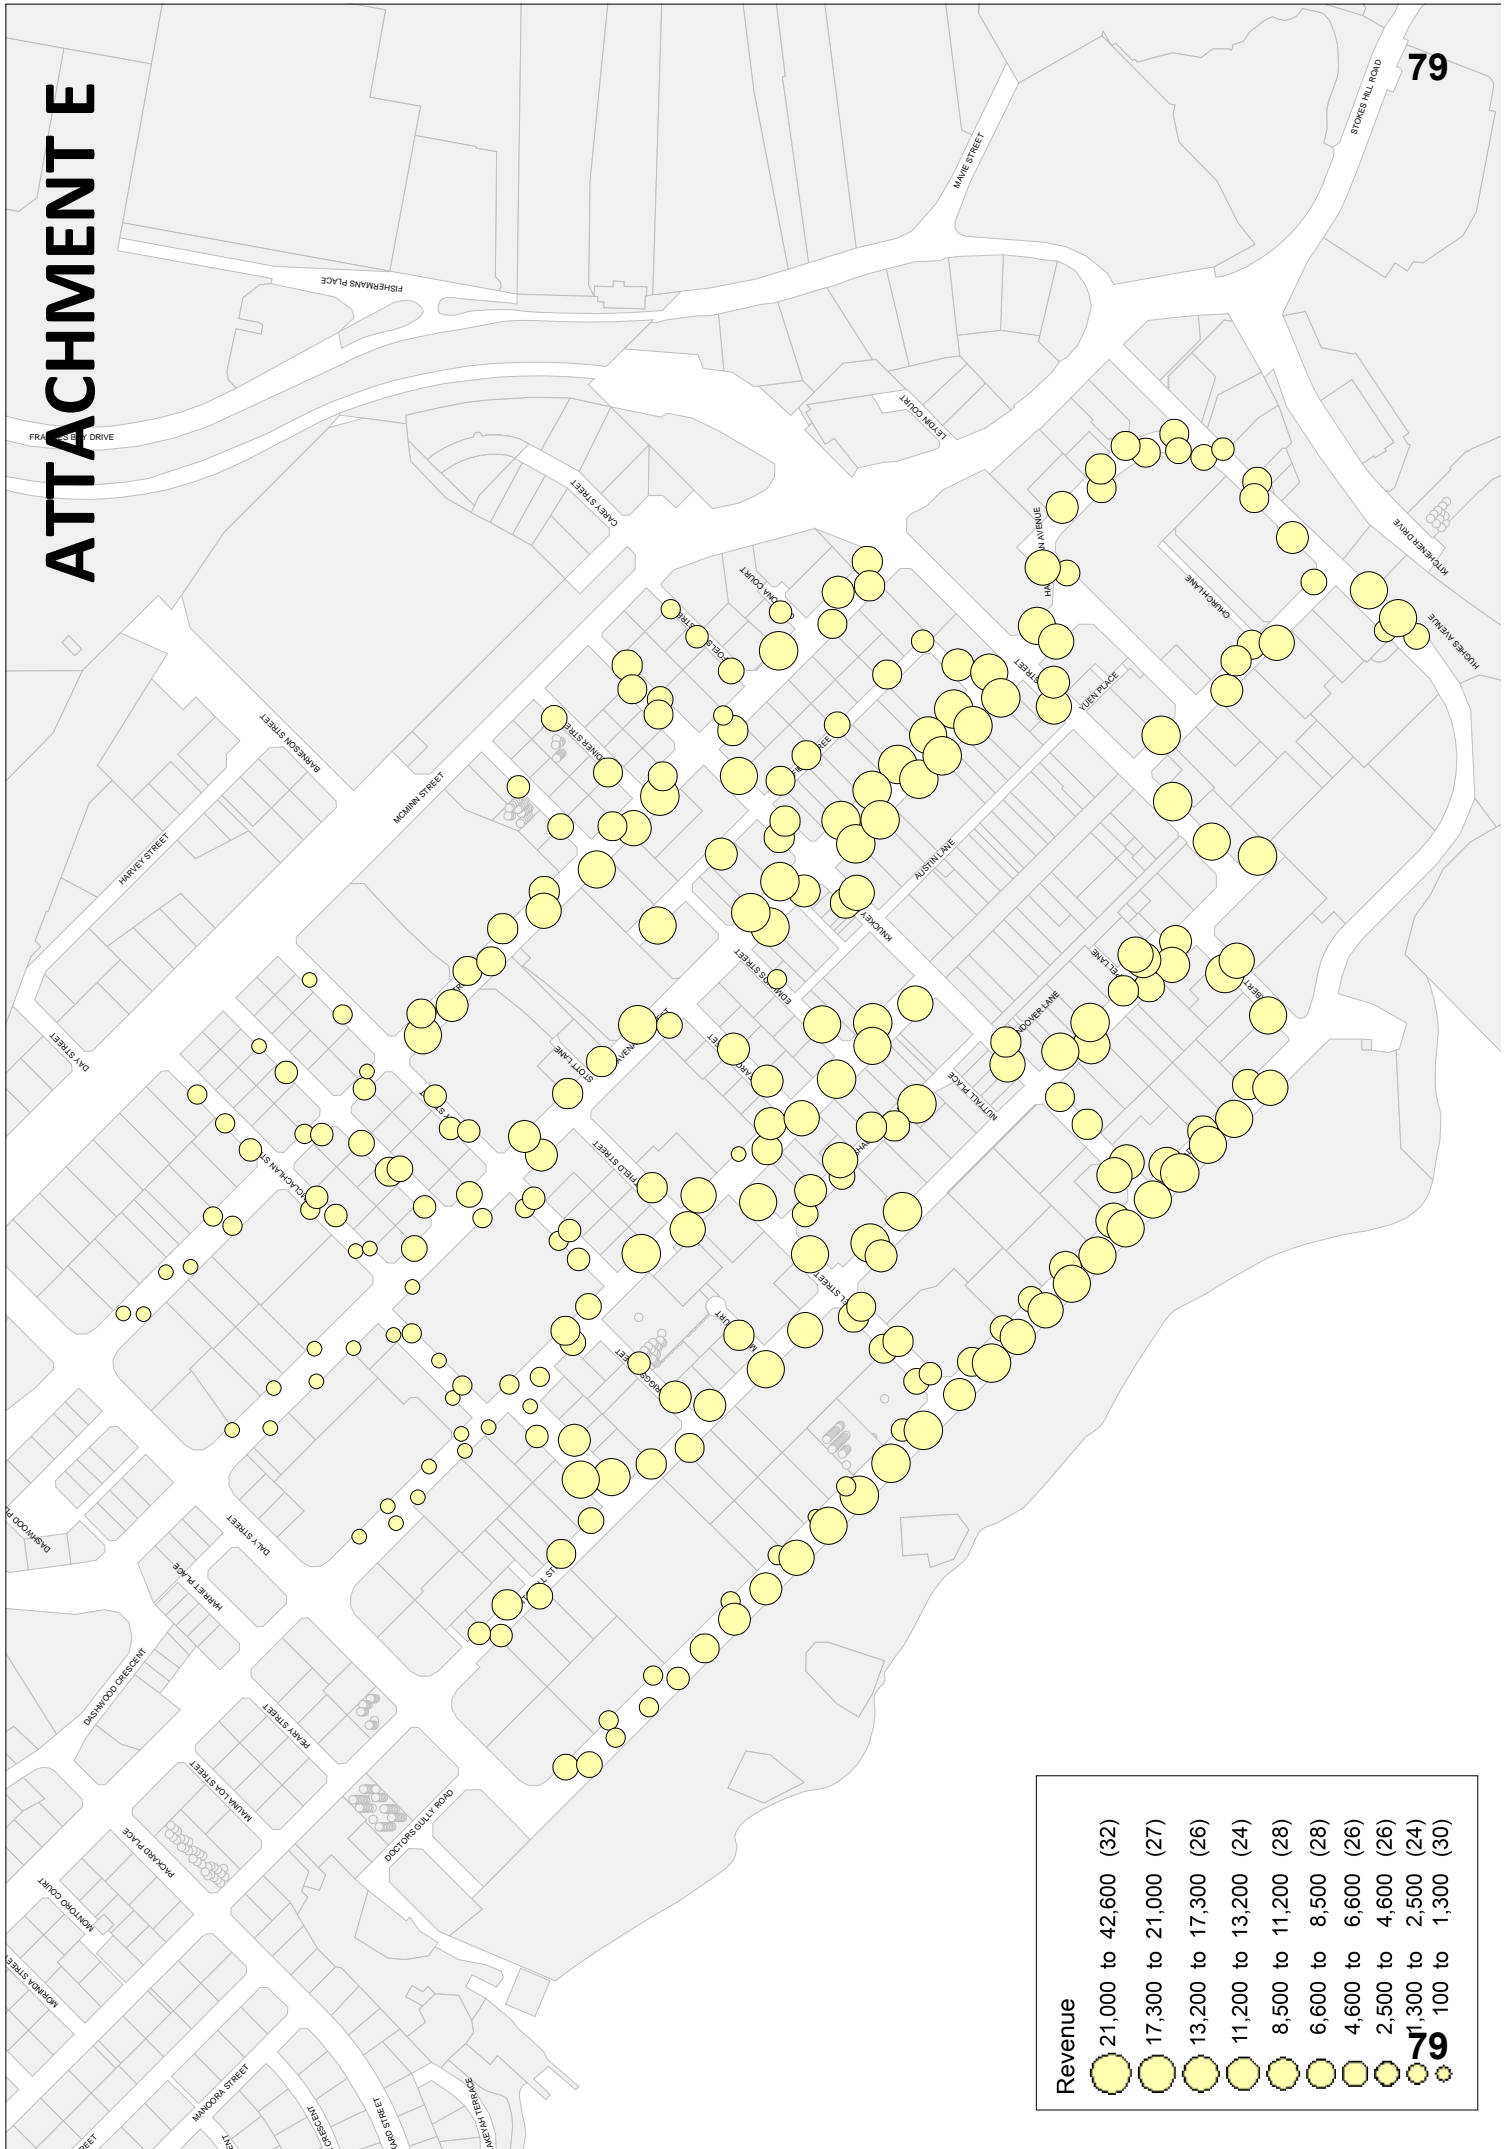 ATTACHMENT E
79
FISHERMANS PLACE
STOKES HILL ROAD
MAVIE STREET
LEYDIN COURT
CAREY STREET
BARNESON STREET
MCMINN STREET
HARVEY STREET
DAY STREET
CHURCH LANE
KITCHENER DRIVE
HUGHES AVENUE
YUEN PLACE
AUSTIN LANE
KNUCKEY
STREET
AVENUE
STOTT LANE
NUTTALL PLACE
DALY STREET
HARRIET PLACE
DASHWOOD CRESCENT
PEARY STREET
MAUNA LOA STREET
PACKARD PLACE
MONTORO COURT
DOCTORS GULLY ROAD
MANOORA STREET
CRESCENT
Revenue
21,000 to 42,600 (32)
17,300 to 21,000 (27)
13,200 to 17,300 (26)
11,200 to 13,200 (24)
8,500 to 11,200 (28)
6,600 to 8,500 (28)
4,600 to 6,600 (26)
2,500 to 4,600 (26)
1,300 to 2,500 (24)
100 to 1,300 (30)
79